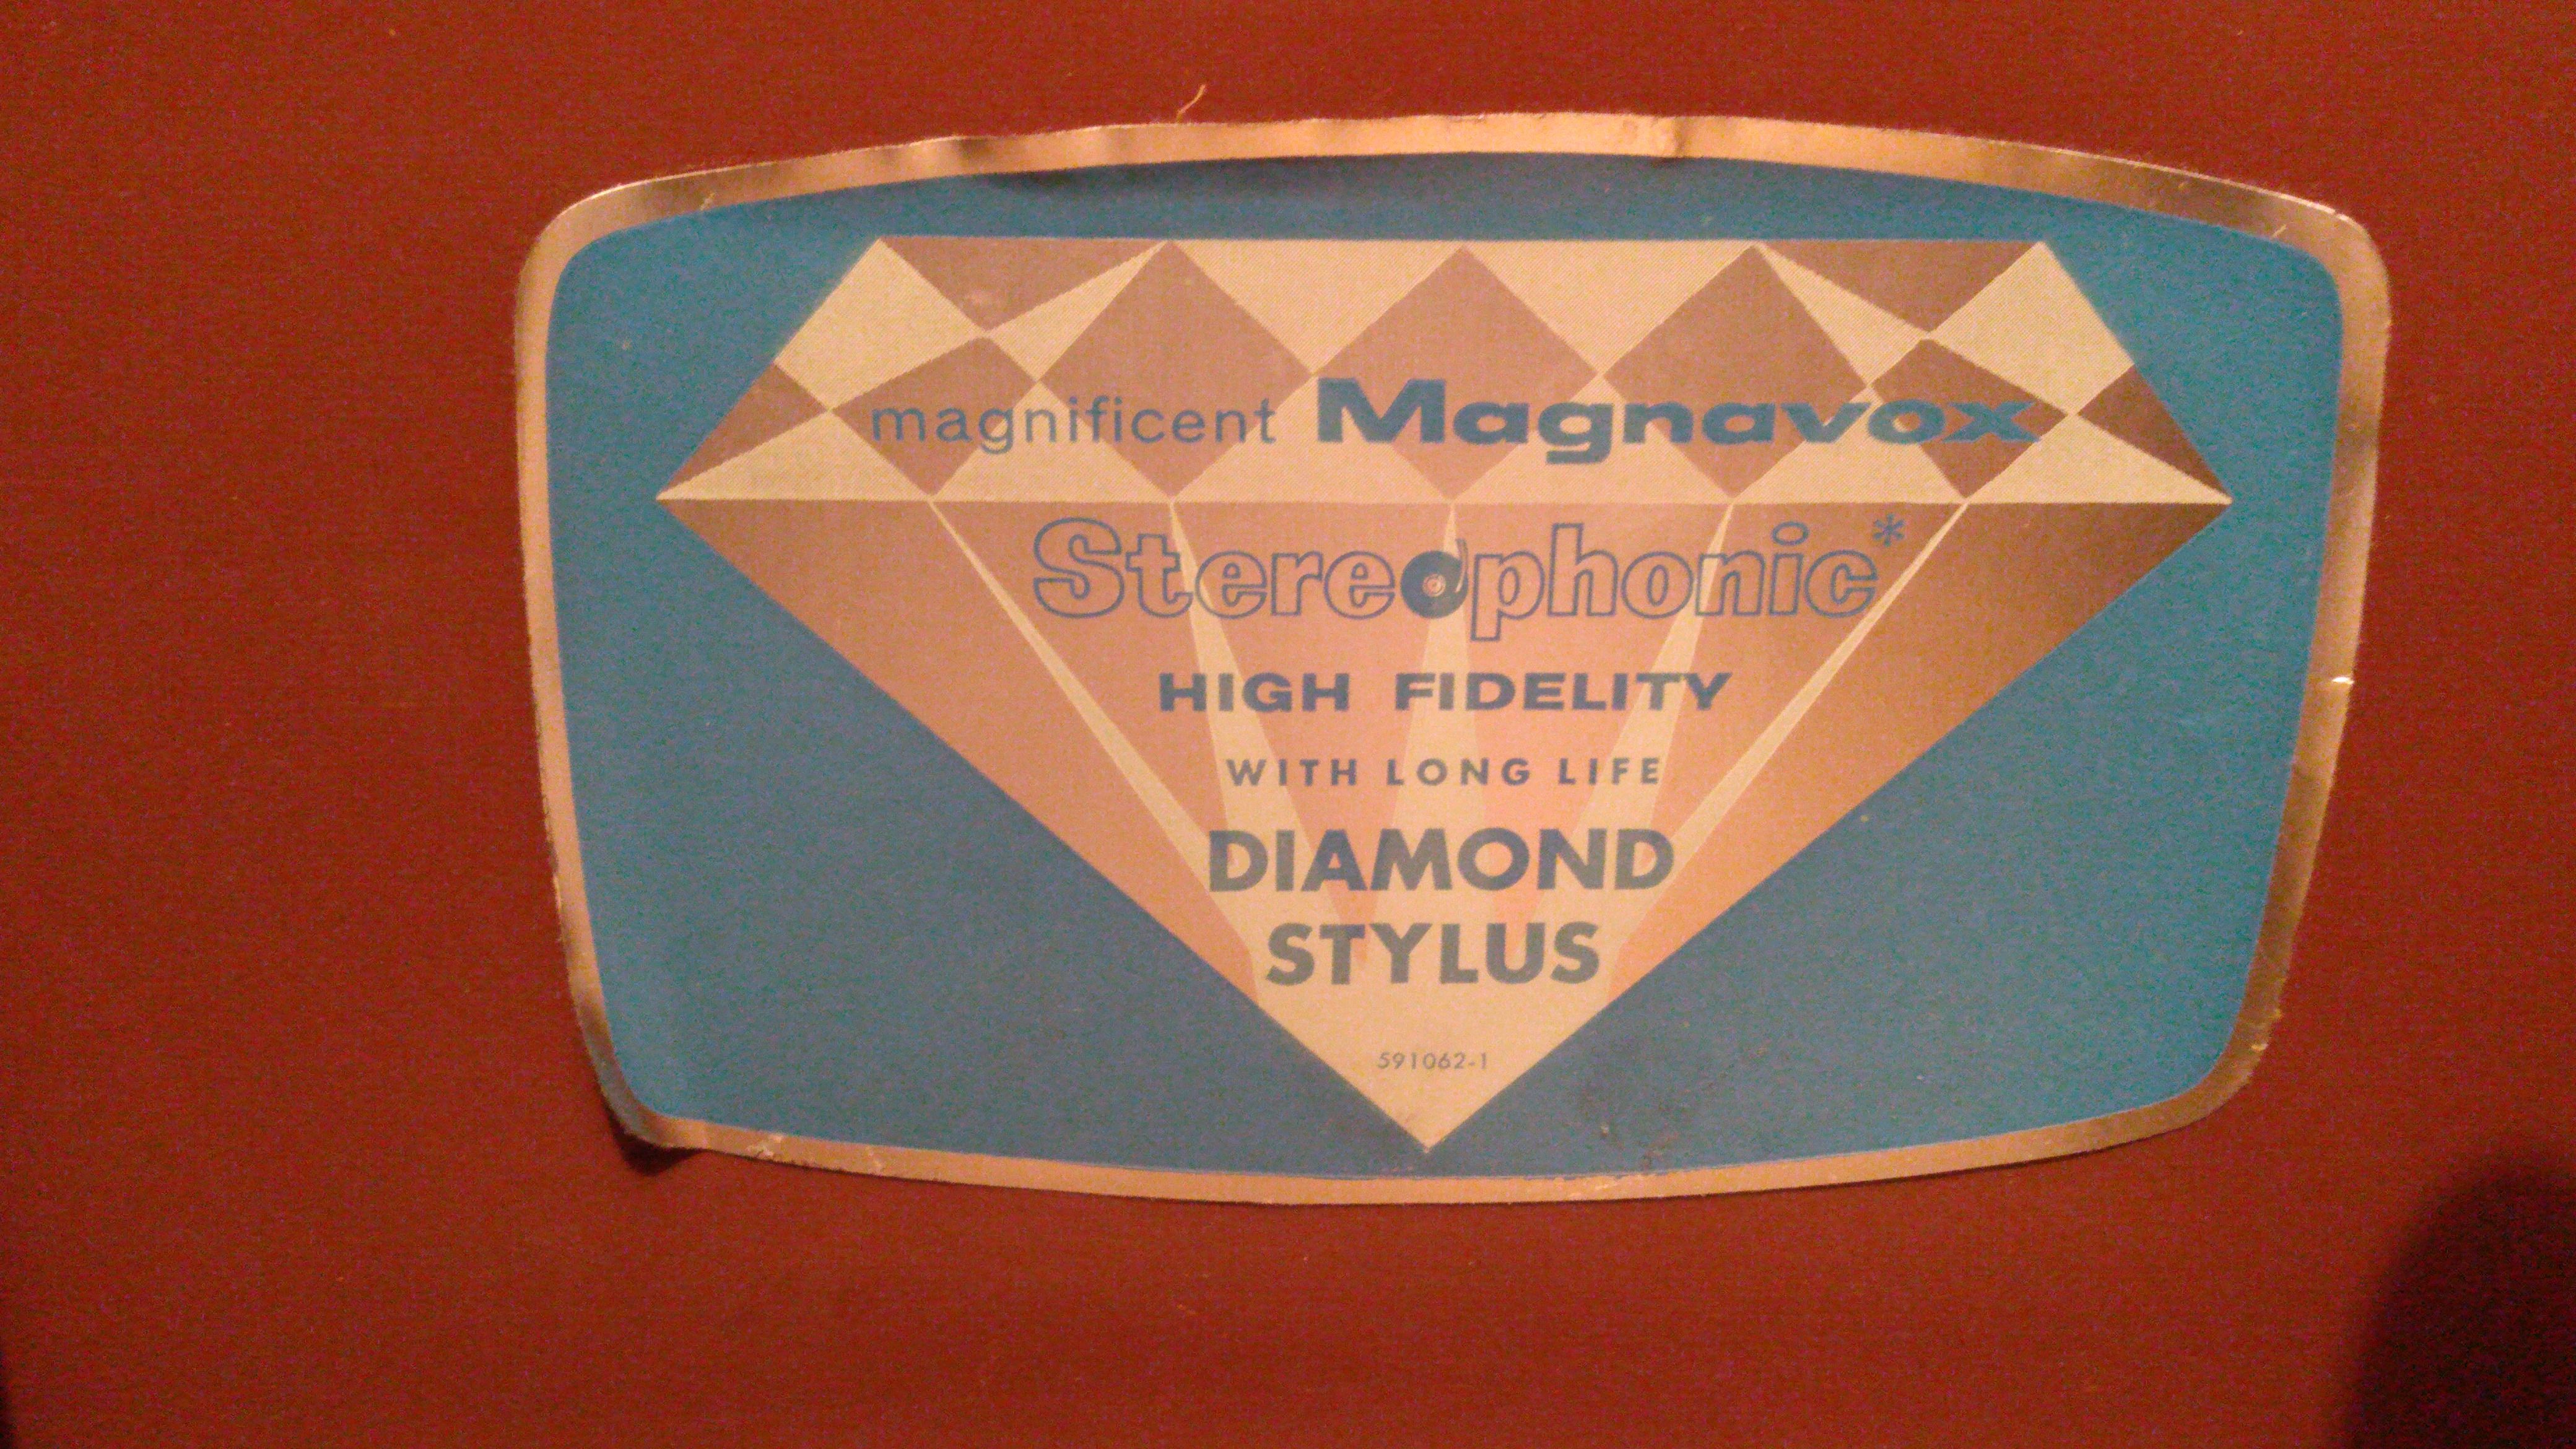 magnificent Magnavox
Stereophonic*
HIGH FIDELITY
WITH LONG LIFE
DIAMOND
STYLUS
591062-1